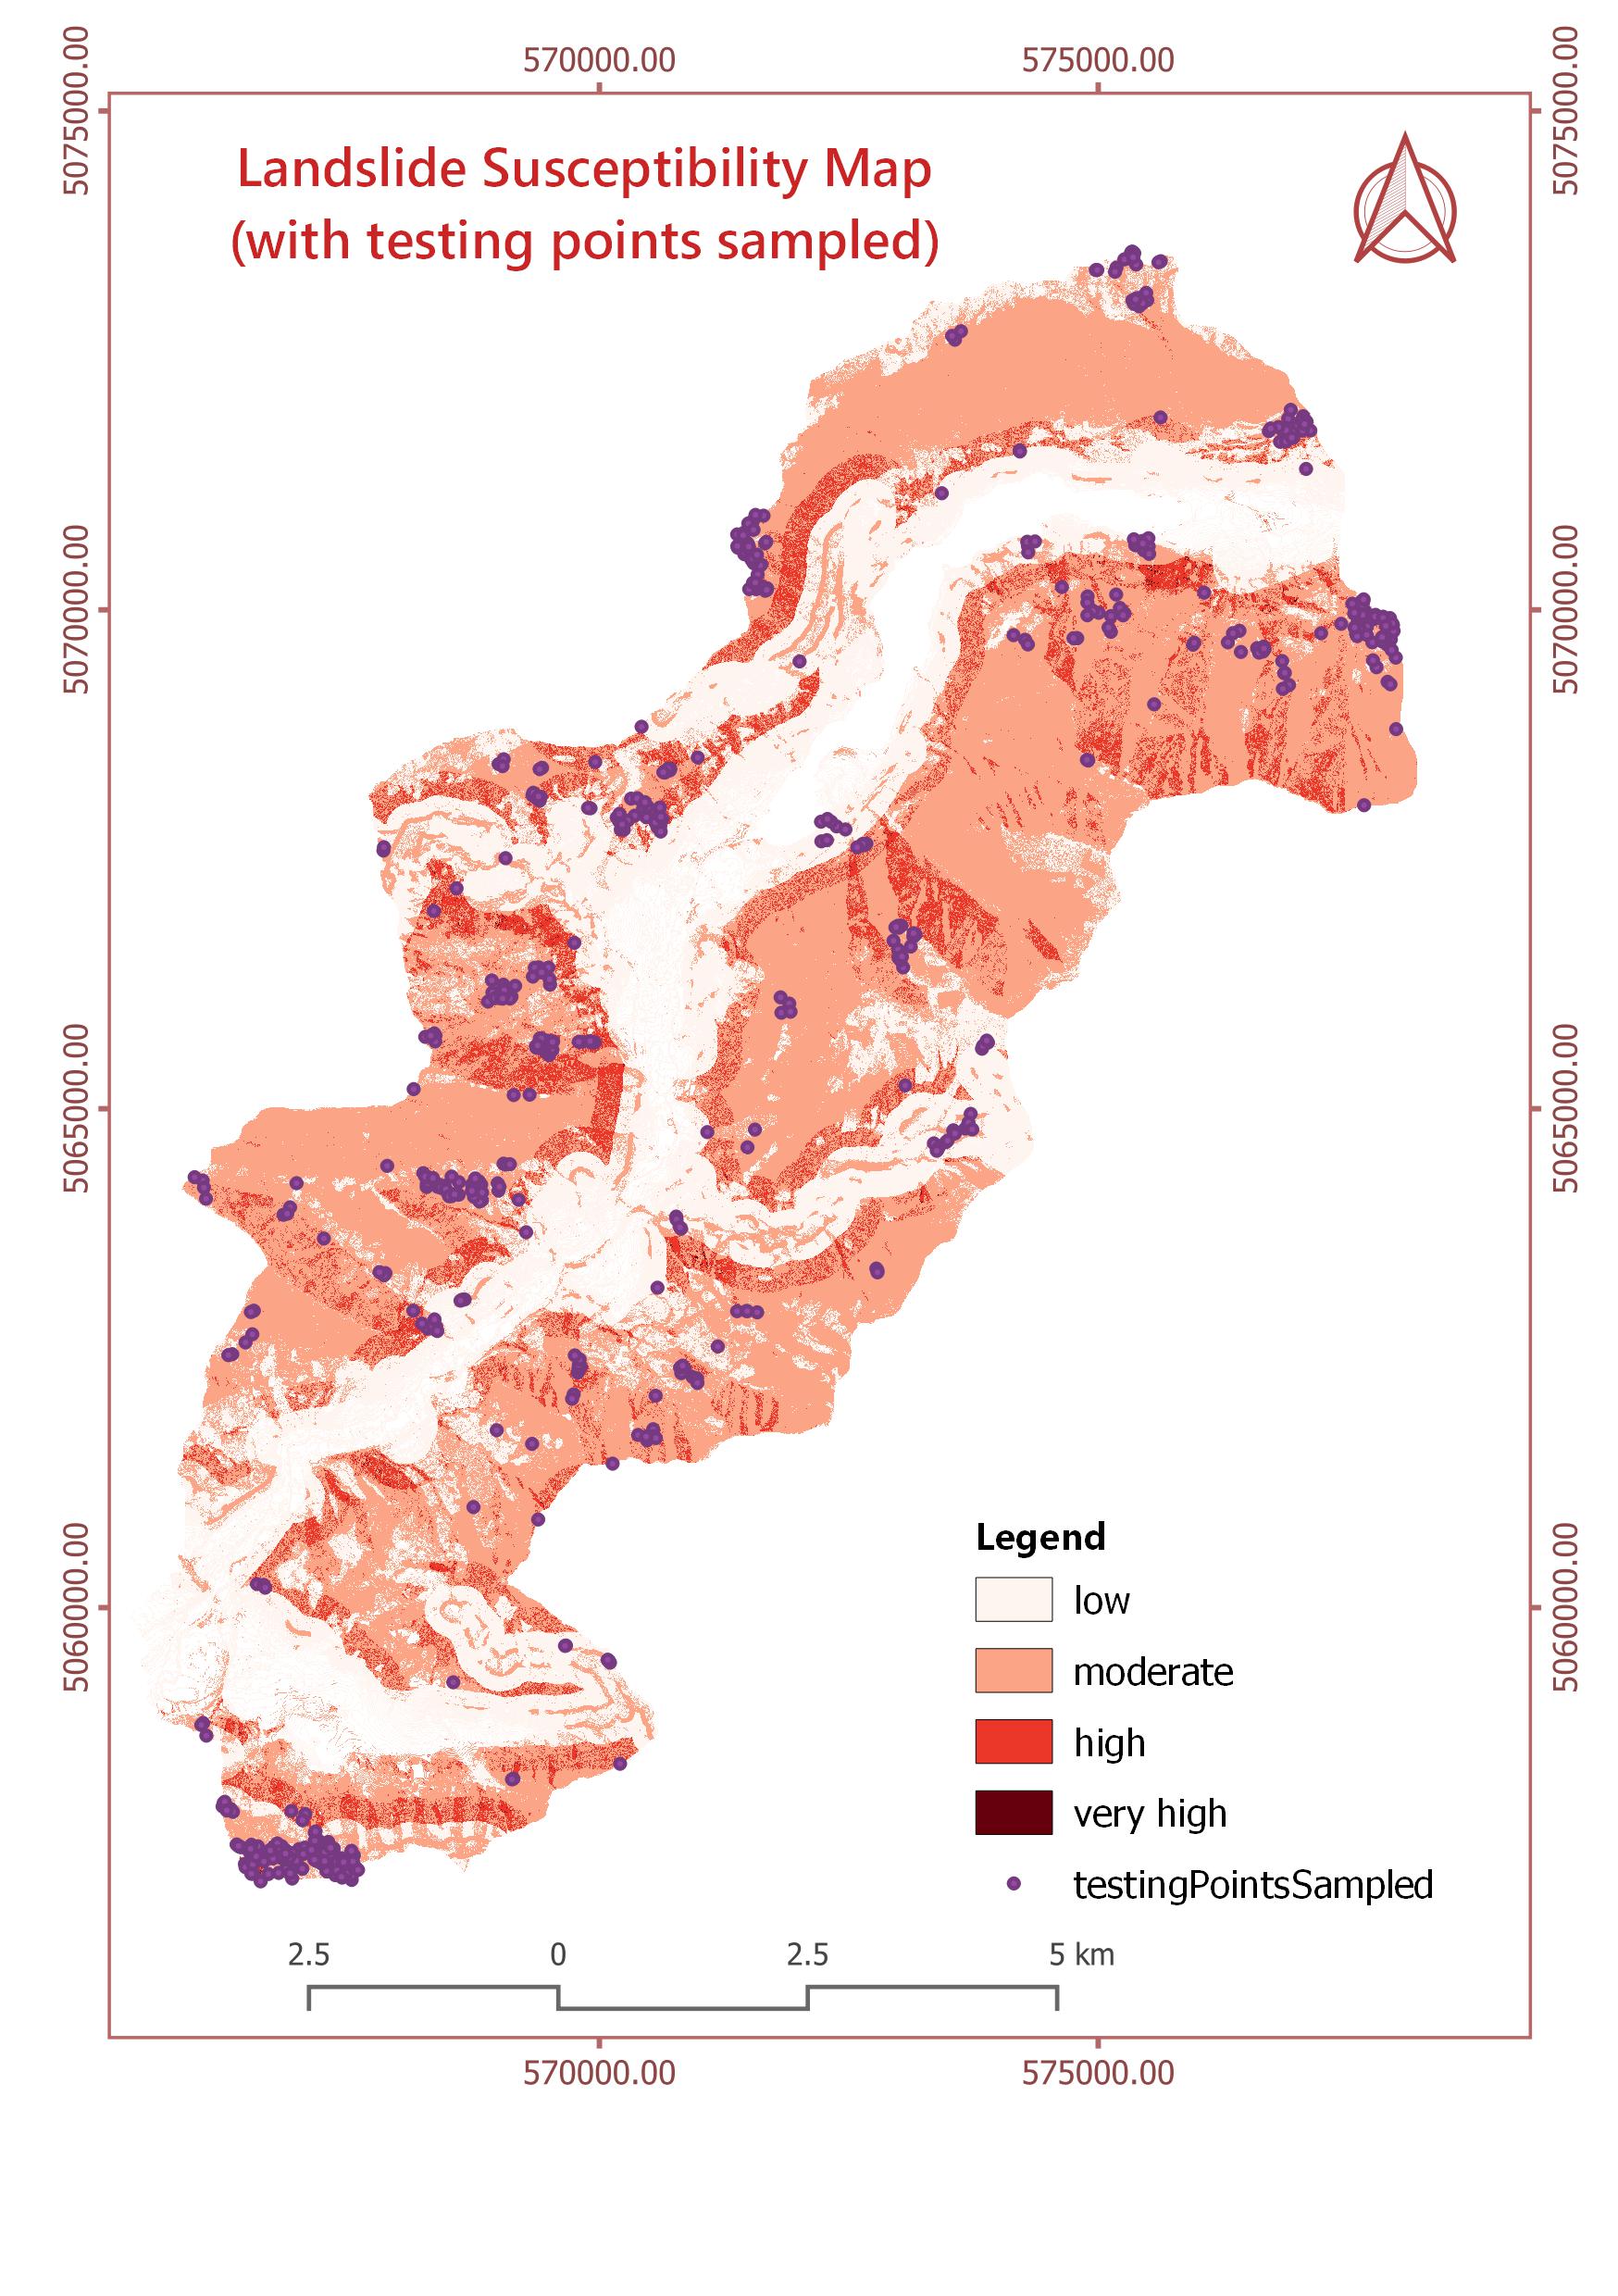 570000.00
575000.00
5075000.00
5075000.00
Landslide Susceptibility Map
(with testing points sampled)
5070000.00
5070000.00
5065000.00
5065000.00
5060000.00
5060000.00
Legend
low
moderate
high
very high
testingPointsSampled
2.5 0 2.5 5 km
570000.00
575000.00